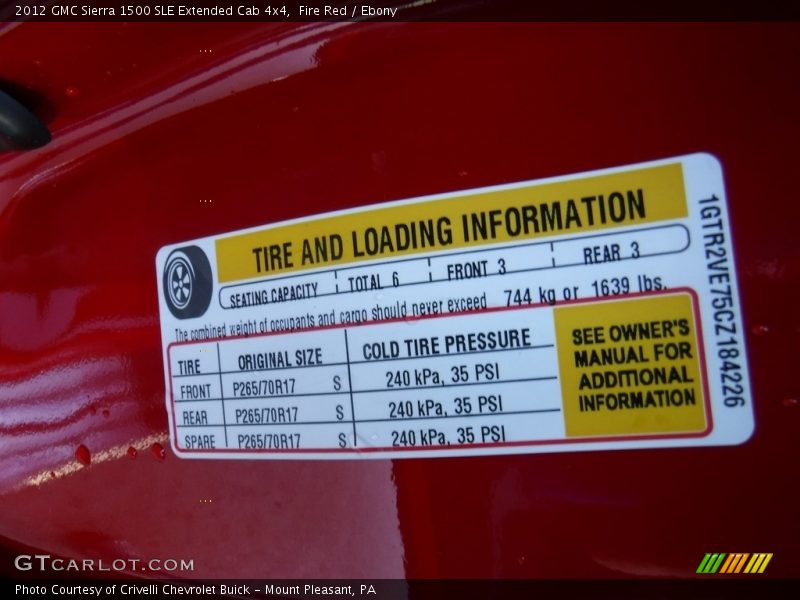 2012 GMC Sierra 1500 SLE Extended Cab 4x4,  Fire Red / Ebony
TIRE AND LOADING INFORMATION
SEATING CAPACITY TOTAL 6 FRONT 3 REAR 3
The combined weight of occupants and cargo should never exceed 744 kg or 1639 lbs.
TIRE ORIGINAL SIZE COLD TIRE PRESSURE
FRONT P265/70R17 S 240 kPa, 35 PSI
REAR P265/70R17 S 240 kPa, 35 PSI
SPARE P265/70R17 S 240 kPa, 35 PSI
SEE OWNER'S
MANUAL FOR
ADDITIONAL
INFORMATION
1GTR2VE75CZ184226
GTCARLOT.COM
Photo Courtesy of Crivelli Chevrolet Buick - Mount Pleasant, PA